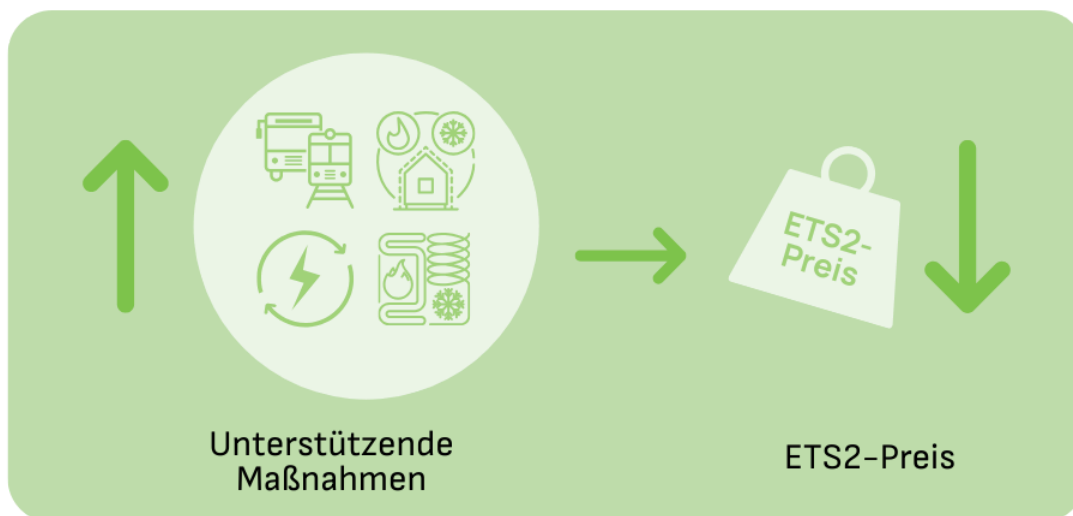 ETS2-
Preis
Unterstützende
Maßnahmen
ETS2-Preis